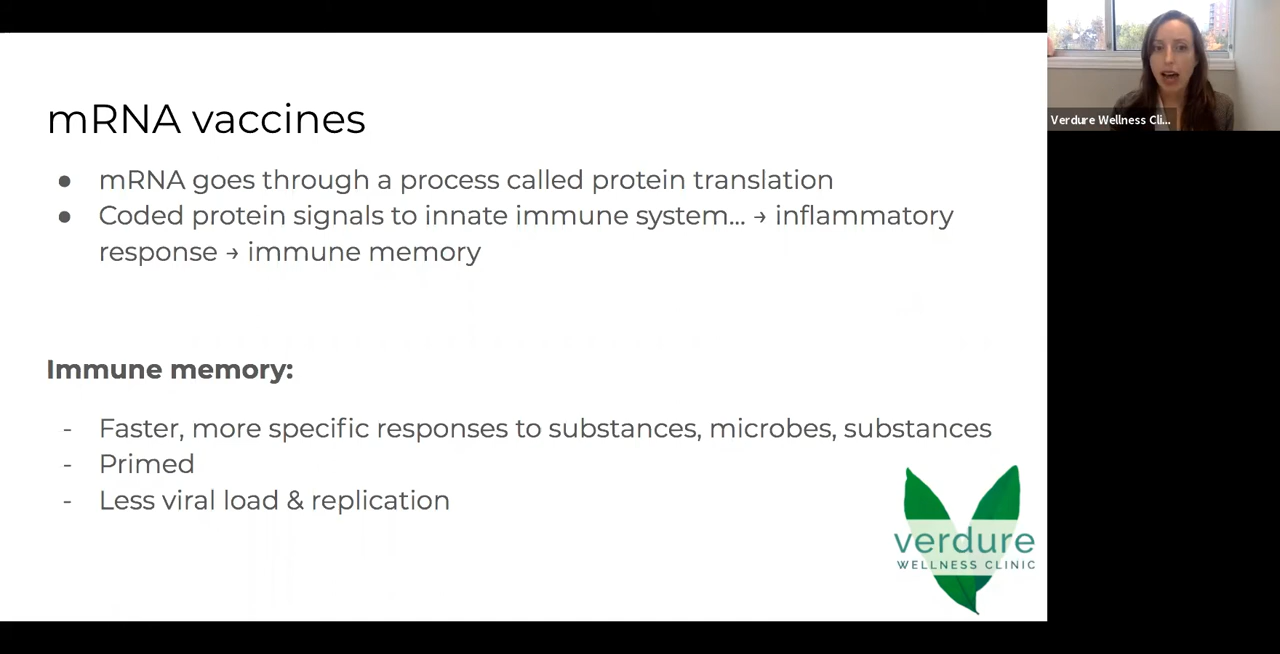 mRNA vaccines
● mRNA goes through a process called protein translation
● Coded protein signals to innate immune system... → inflammatory
response → immune memory
Immune memory:
- Faster, more specific responses to substances, microbes, substances
- Primed
- Less viral load & replication
verdure
WELLNESS CLINIC
Verdure Wellness Cli...